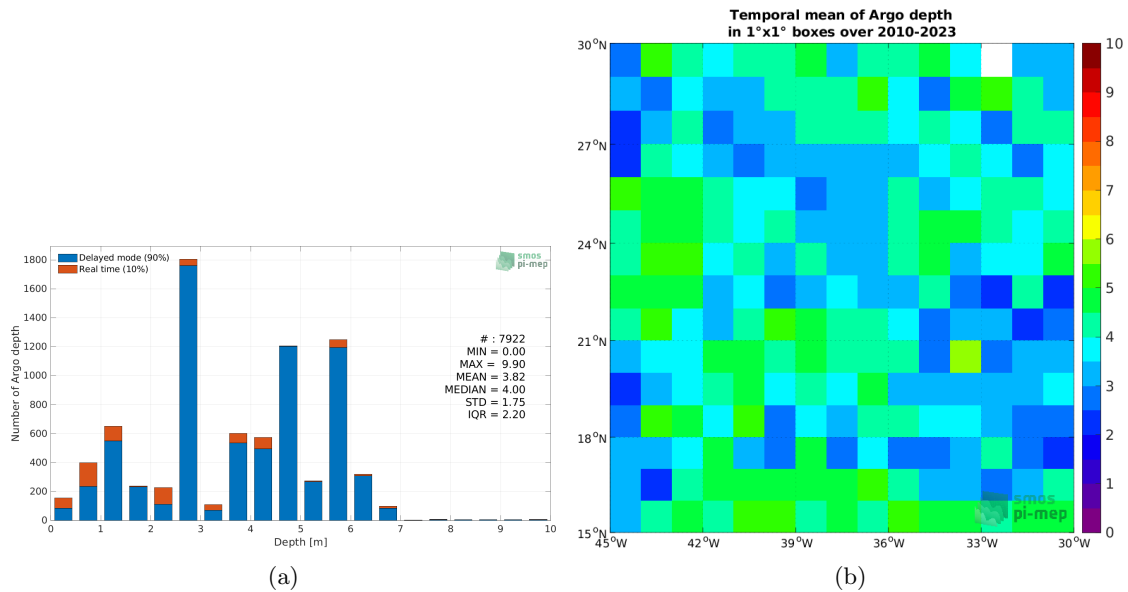 Delayed mode (90%)
Real time (10%)
smos
pi-mep
# : 7922
MIN = 0.00
MAX = 9.90
MEAN = 3.82
MEDIAN = 4.00
STD = 1.75
IQR = 2.20
Number of Argo depth
1800
1600
1400
1200
1000
800
600
400
200
0
0 1 2 3 4 5 6 7 8 9 10
Depth [m]
(a)
Temporal mean of Argo depth
in 1°x1° boxes over 2010-2023
30°N
27°N
24°N
21°N
18°N
15°N
45°W 42°W 39°W 36°W 33°W 30°W
smos
pi-mep
10
9
8
7
6
5
4
3
2
1
0
(b)